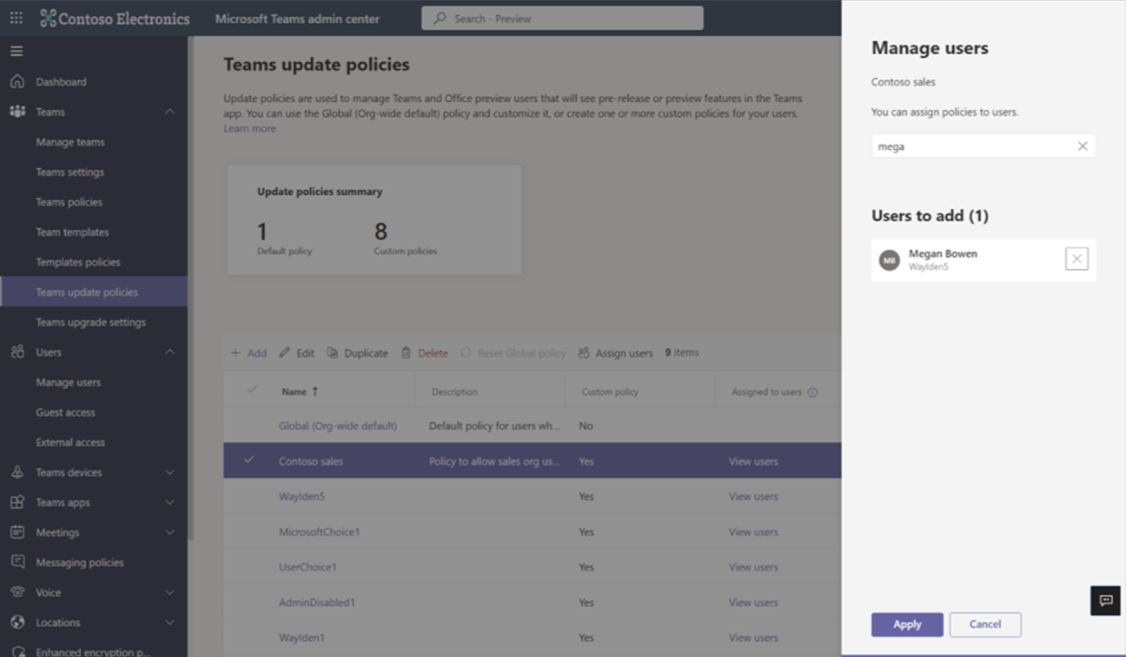 Contoso Electronics
Microsoft Teams admin center
Search - Preview
Dashboard
Teams
Manage teams
Teams settings
Teams policies
Team templates
Templates policies
Teams update policies
Teams upgrade settings
Users
Manage users
Guest access
External access
Teams devices
Teams apps
Meetings
Messaging policies
Voice
Locations
Enhanced encryption p...
Teams update policies
Update policies are used to manage Teams and Office preview users that will see pre-release or preview features in the Teams
app. You can use the Global (Org-wide default) policy and customize it, or create one or more custom policies for your users.
Learn more
Update policies summary
1 8
Default policy Custom policies
+ Add Edit Duplicate Delete Reset Global policy Assign users 9 items
Name ↑ Description Custom policy Assigned to users
Global (Org-wide default) Default policy for users wh... No
Contoso sales Policy to allow sales org us... Yes View users
Waylden5 Yes View users
MicrosoftChoice1 Yes View users
UserChoice1 Yes View users
AdminDisabled1 Yes View users
Waylden1 Yes View users
Manage users
Contoso sales
You can assign policies to users.
mega
Users to add (1)
MB Megan Bowen
Waylden5
Apply Cancel